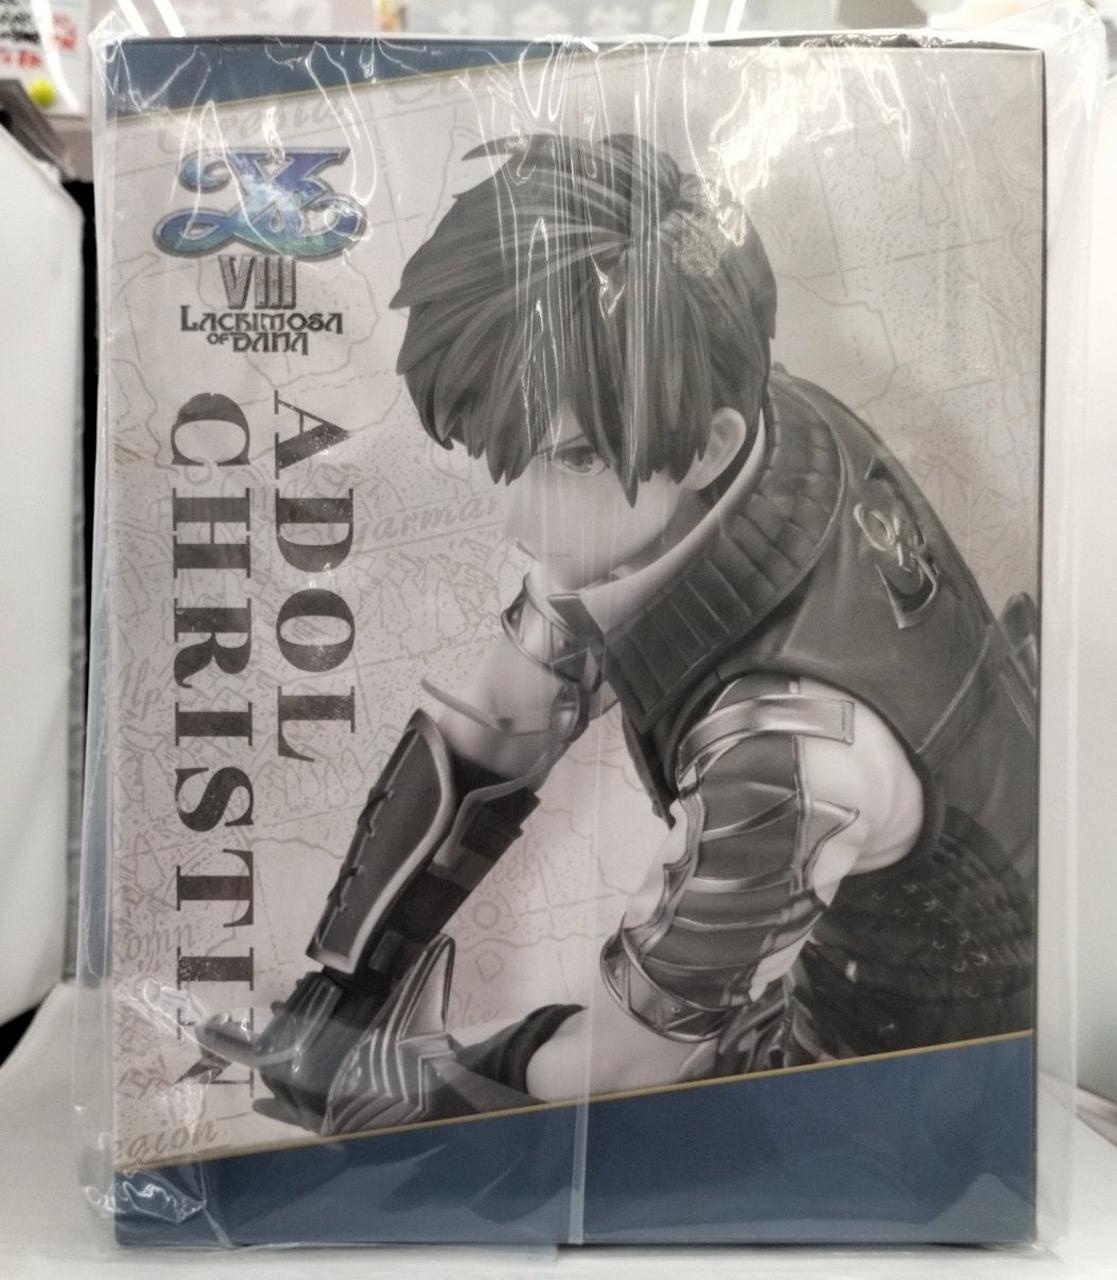 Ys
VIII
LACRIMOSA
OF DANA
ADOL
CHRISTIN